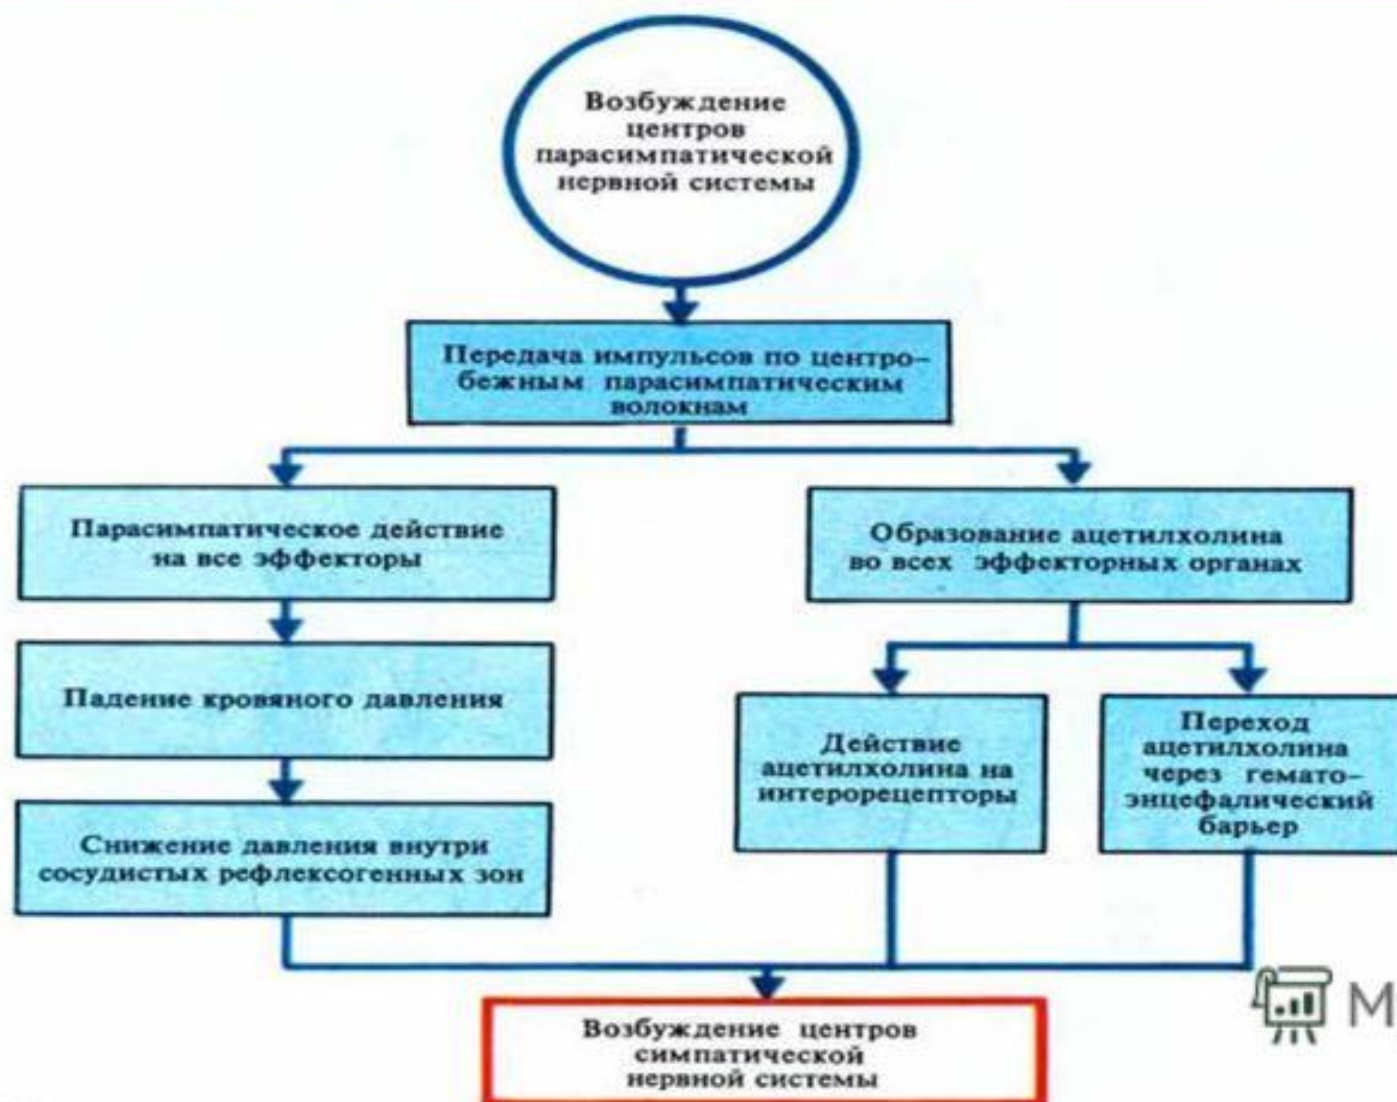 Возбуждение
центров
парасимпатической
нервной системы
Передача импульсов по центро-
бежным парасимпатическим
волокнам
Парасимпатическое действие
на все эффекторы
Образование ацетилхолина
во всех эффекторных органах
Падение кровяного давления
Действие
ацетилхолина на
интерорецепторы
Переход
ацетилхолина
через гемато-
энцефалический
барьер
Снижение давления внутри
сосудистых рефлексогенных зон
Возбуждение центров
симпатической
нервной системы
М